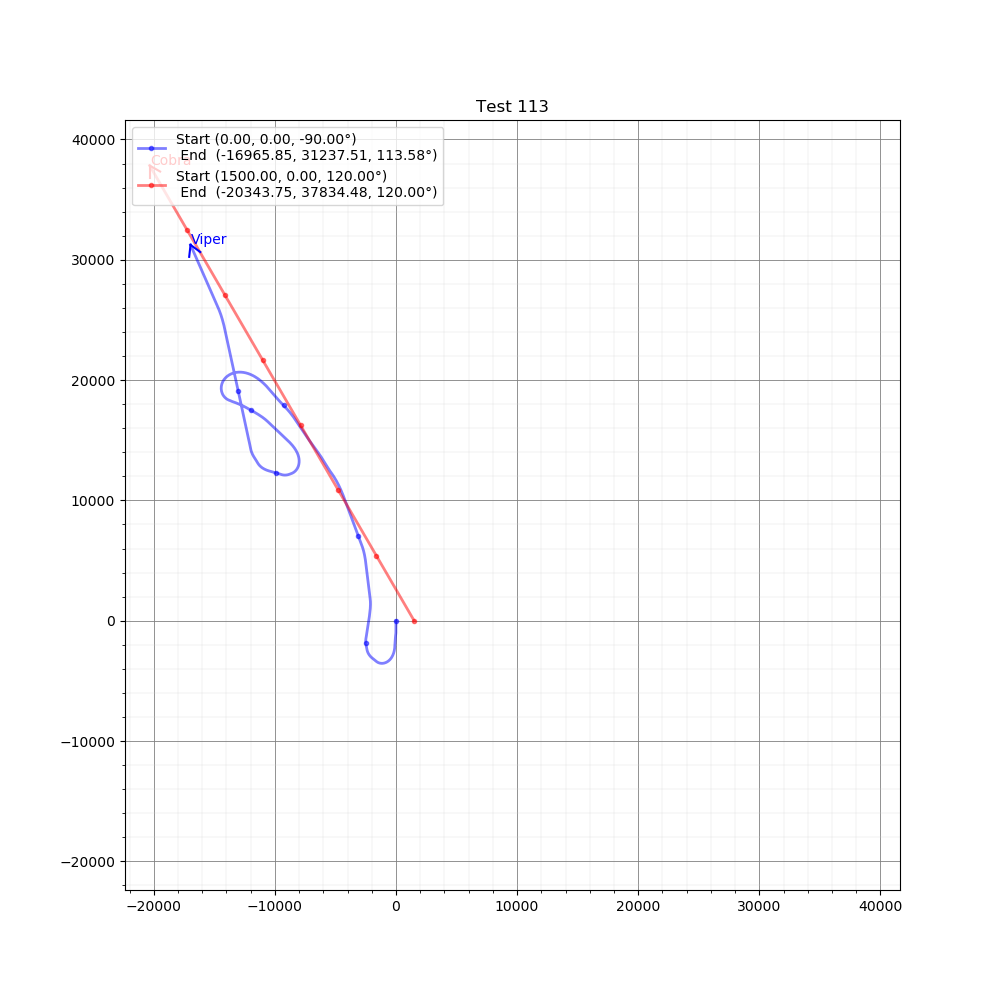 Test 113
Start (0.00, 0.00, -90.00°)
End (-16965.85, 31237.51, 113.58°)
Start (1500.00, 0.00, 120.00°)
End (-20343.75, 37834.48, 120.00°)
Cobra
Viper
40000
30000
20000
10000
0
−10000
−20000
−20000 −10000 0 10000 20000 30000 40000